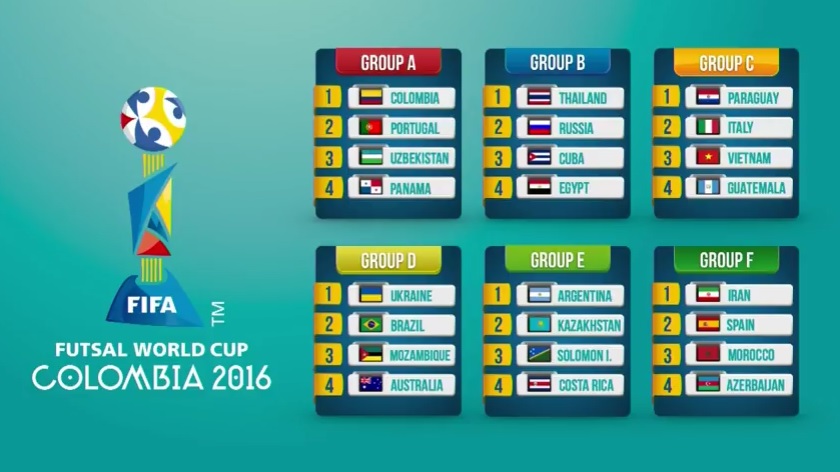 FIFA
TM
FUTSAL WORLD CUP
COLOMBIA 2016
GROUP A
1 COLOMBIA
2 PORTUGAL
3 UZBEKISTAN
4 PANAMA
GROUP B
1 THAILAND
2 RUSSIA
3 CUBA
4 EGYPT
GROUP C
1 PARAGUAY
2 ITALY
3 VIETNAM
4 GUATEMALA
GROUP D
1 UKRAINE
2 BRAZIL
3 MOZAMBIQUE
4 AUSTRALIA
GROUP E
1 ARGENTINA
2 KAZAKHSTAN
3 SOLOMON I.
4 COSTA RICA
GROUP F
1 IRAN
2 SPAIN
3 MOROCCO
4 AZERBAIJAN